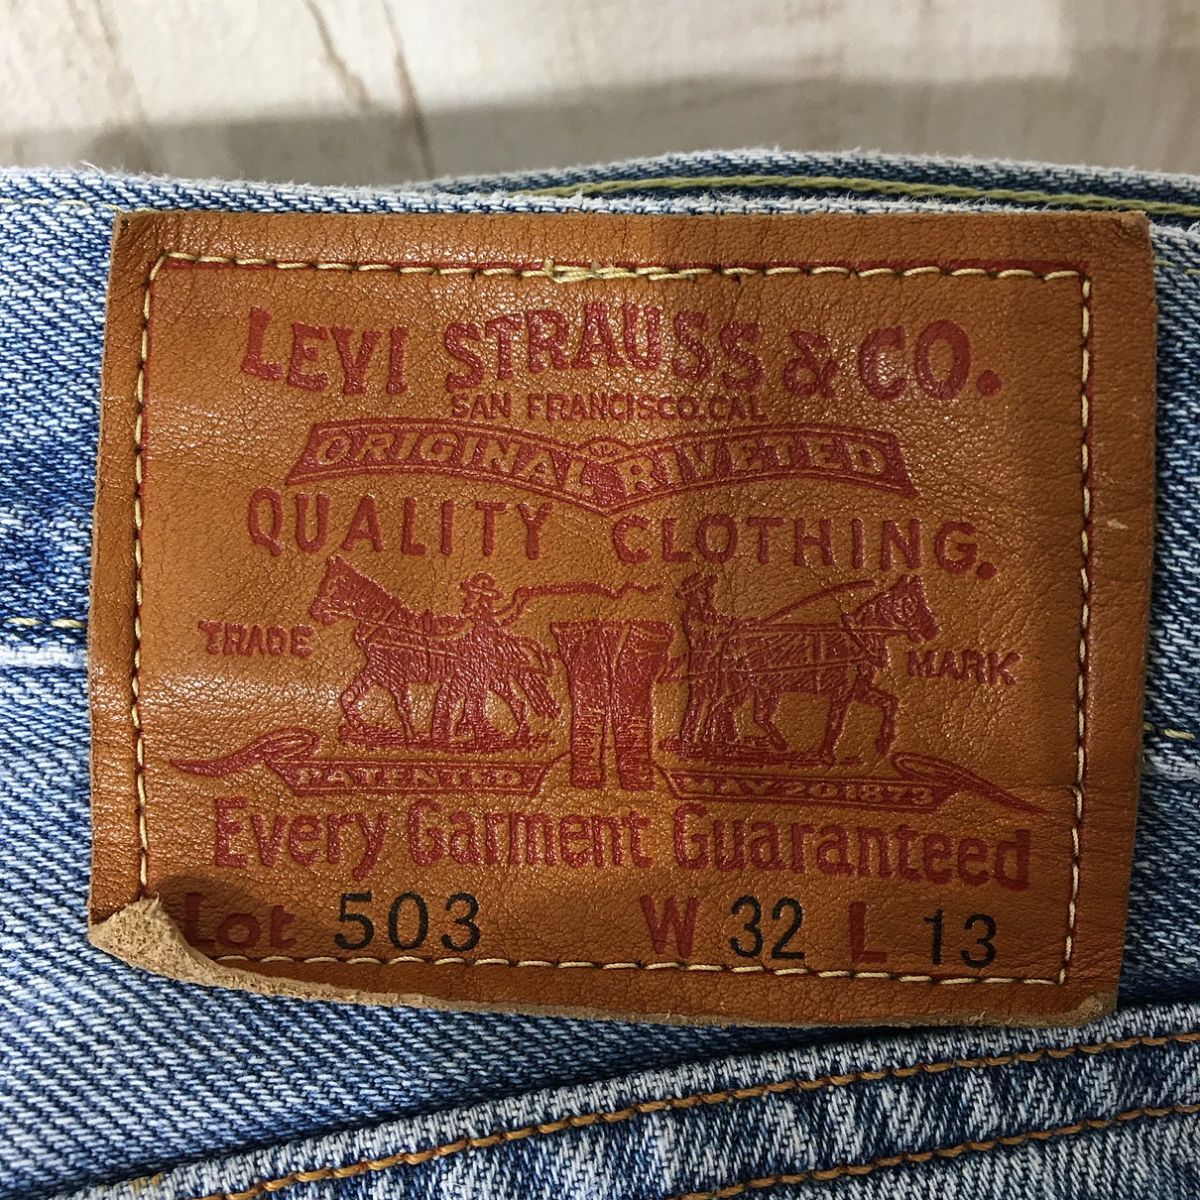 LEVI STRAUSS & CO.
SAN FRANCISCO.CAL
ORIGINAL RIVETED
QUALITY CLOTHING.
TRADE MARK
PATENTED MAY 20 1873
Every Garment Guaranteed
Lot 503 W 32 L 13